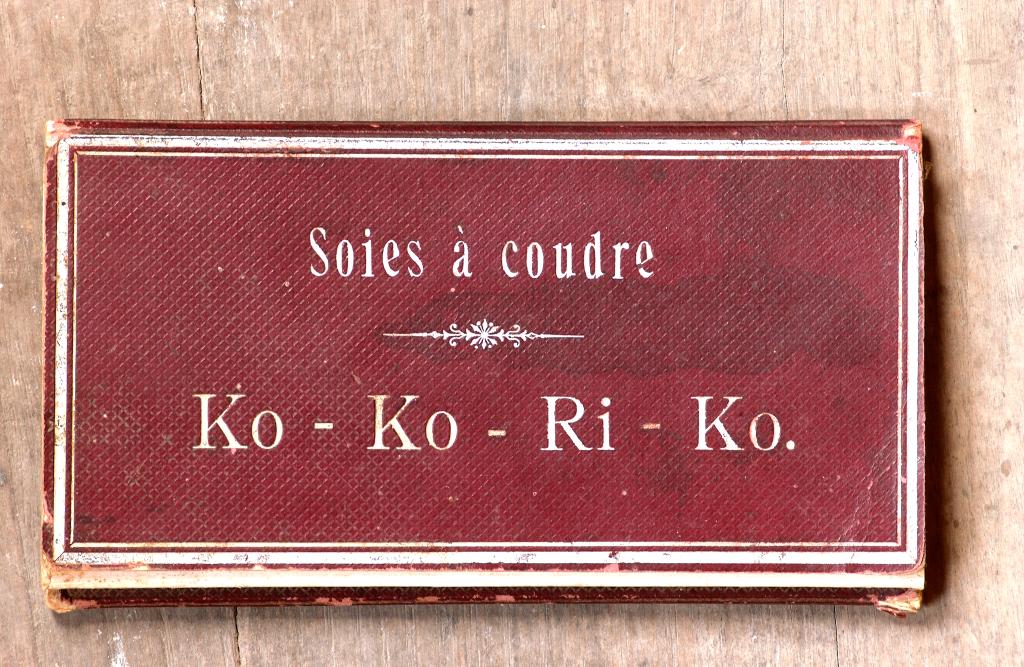 Soies à coudre
Ko - Ko - Ri - Ko.